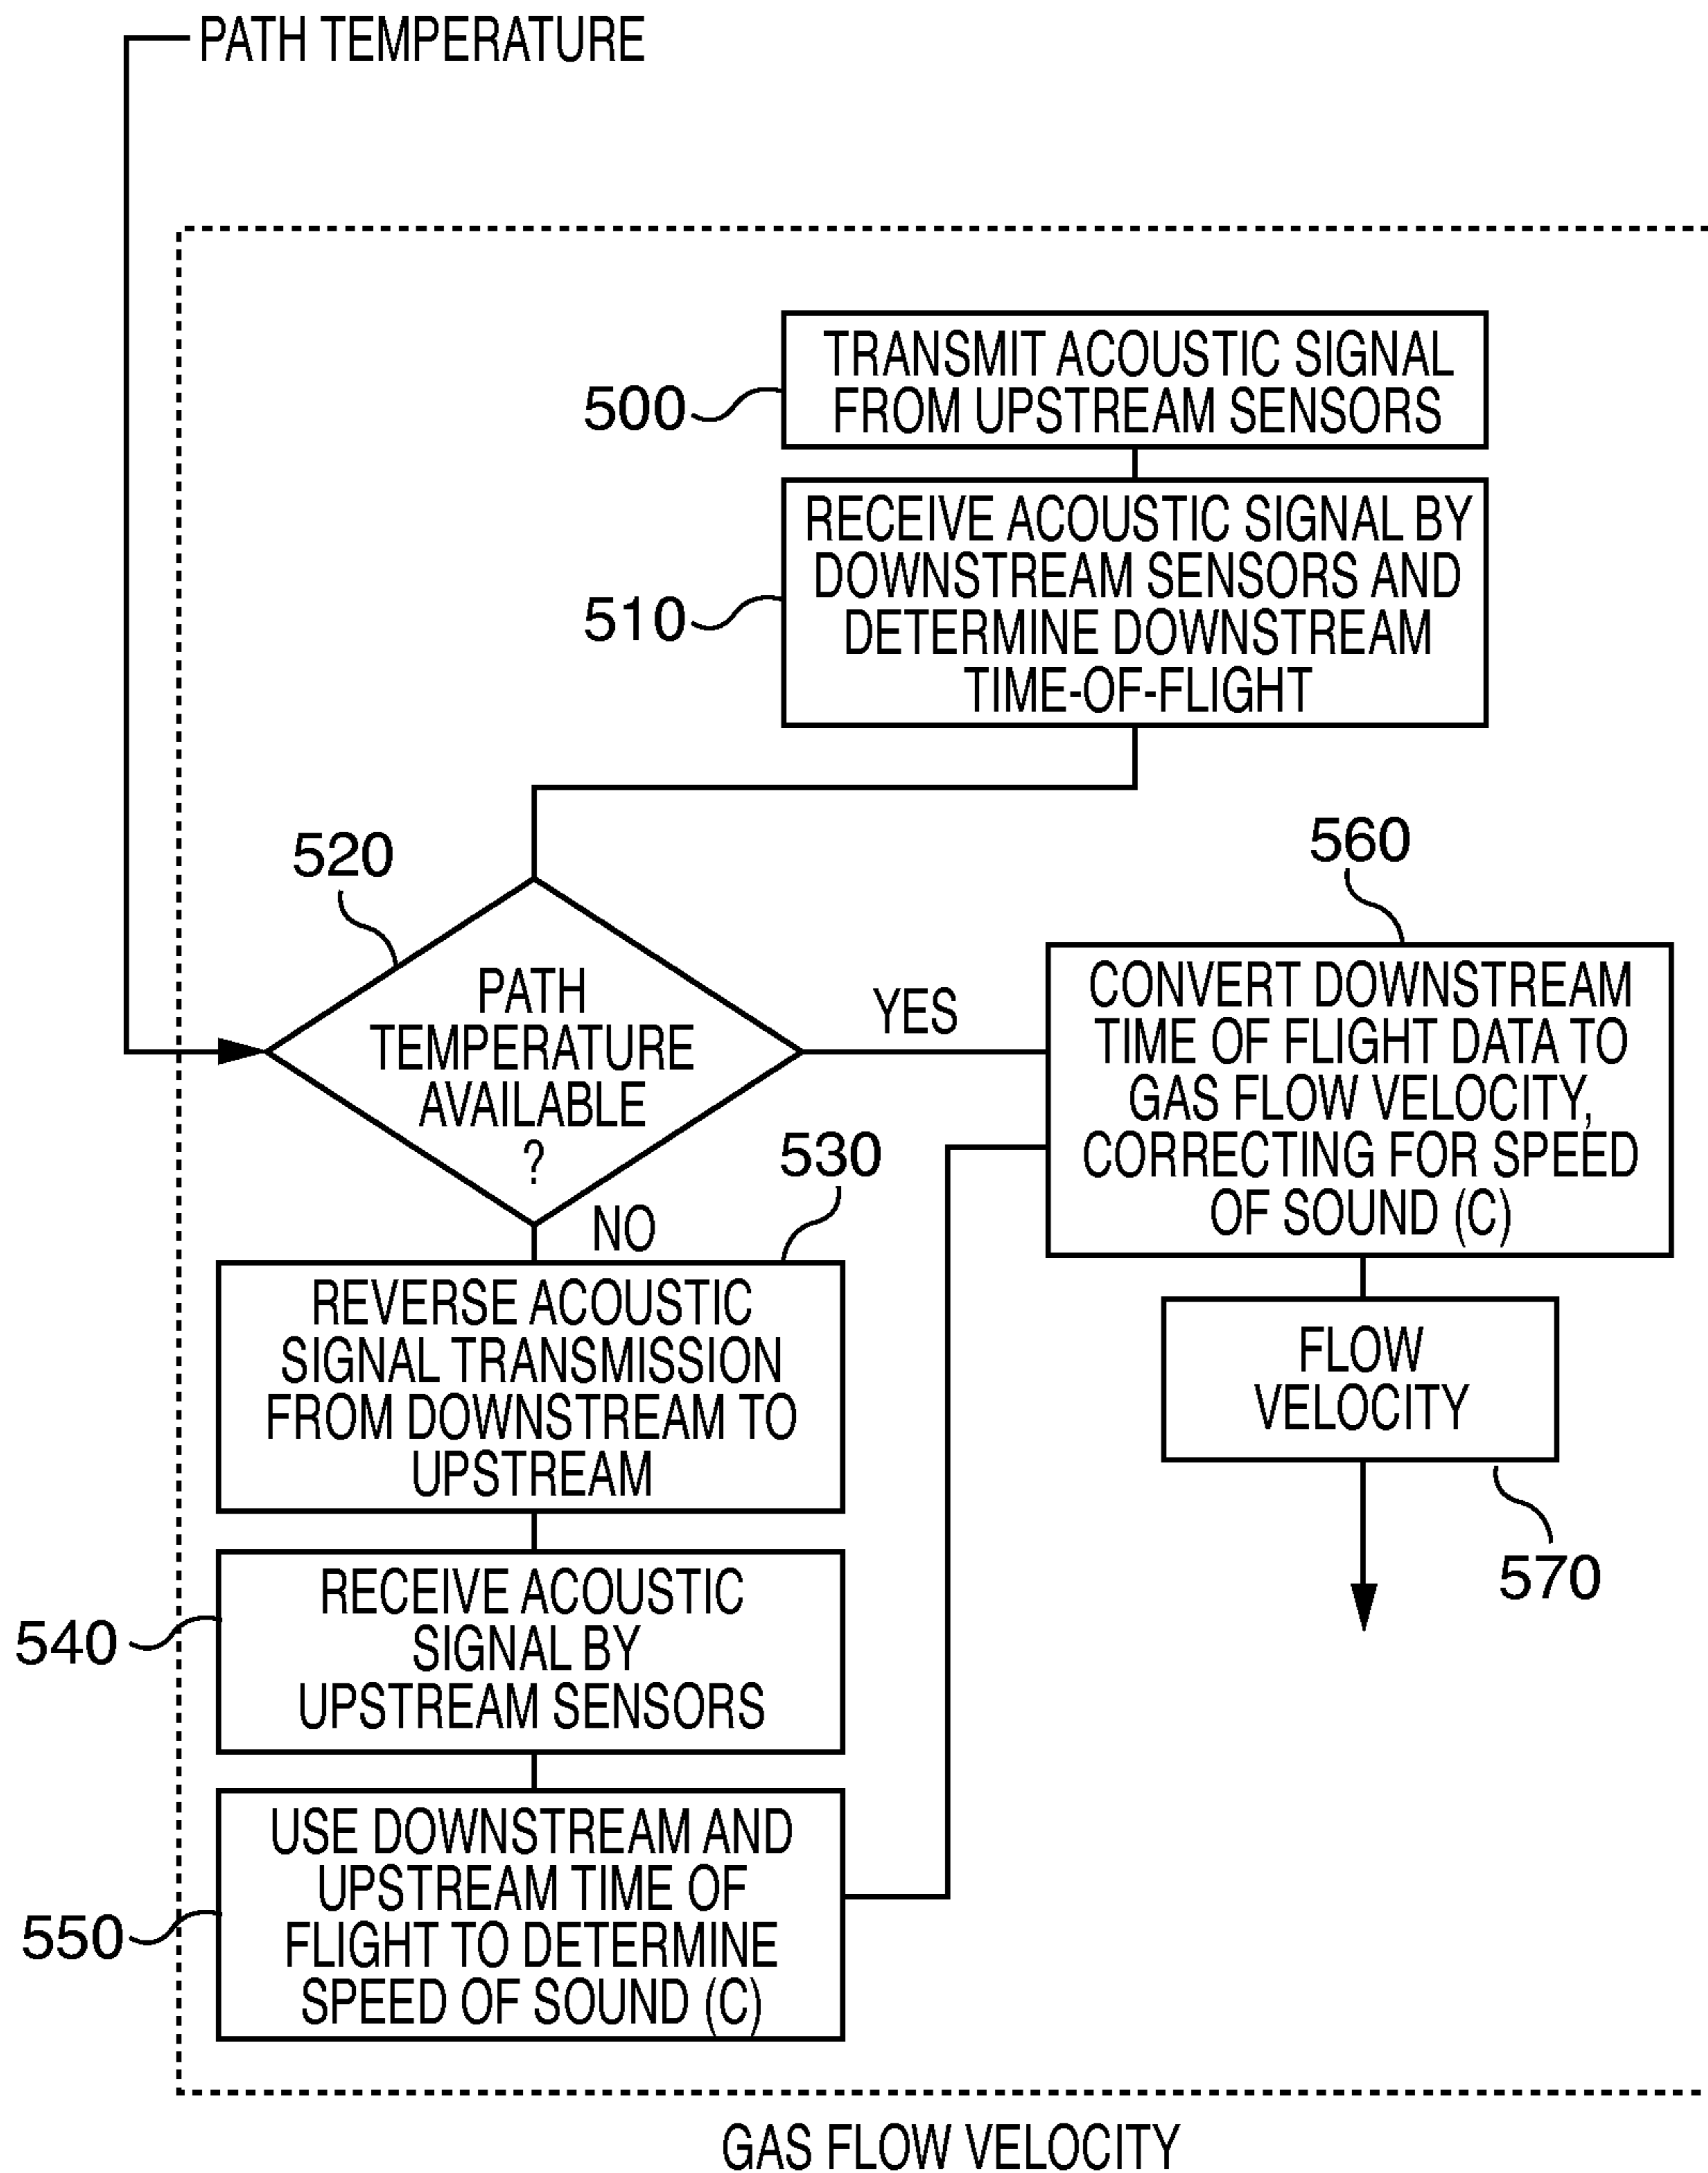 PATH TEMPERATURE
TRANSMIT ACOUSTIC SIGNAL
FROM UPSTREAM SENSORS
500
RECEIVE ACOUSTIC SIGNAL BY
DOWNSTREAM SENSORS AND
DETERMINE DOWNSTREAM
TIME-OF-FLIGHT
510
520
PATH
TEMPERATURE
AVAILABLE
?
YES
NO
560
CONVERT DOWNSTREAM
TIME OF FLIGHT DATA TO
GAS FLOW VELOCITY,
CORRECTING FOR SPEED
OF SOUND (C)
530
REVERSE ACOUSTIC
SIGNAL TRANSMISSION
FROM DOWNSTREAM TO
UPSTREAM
FLOW
VELOCITY
570
540
RECEIVE ACOUSTIC
SIGNAL BY
UPSTREAM SENSORS
550
USE DOWNSTREAM AND
UPSTREAM TIME OF
FLIGHT TO DETERMINE
SPEED OF SOUND (C)
GAS FLOW VELOCITY